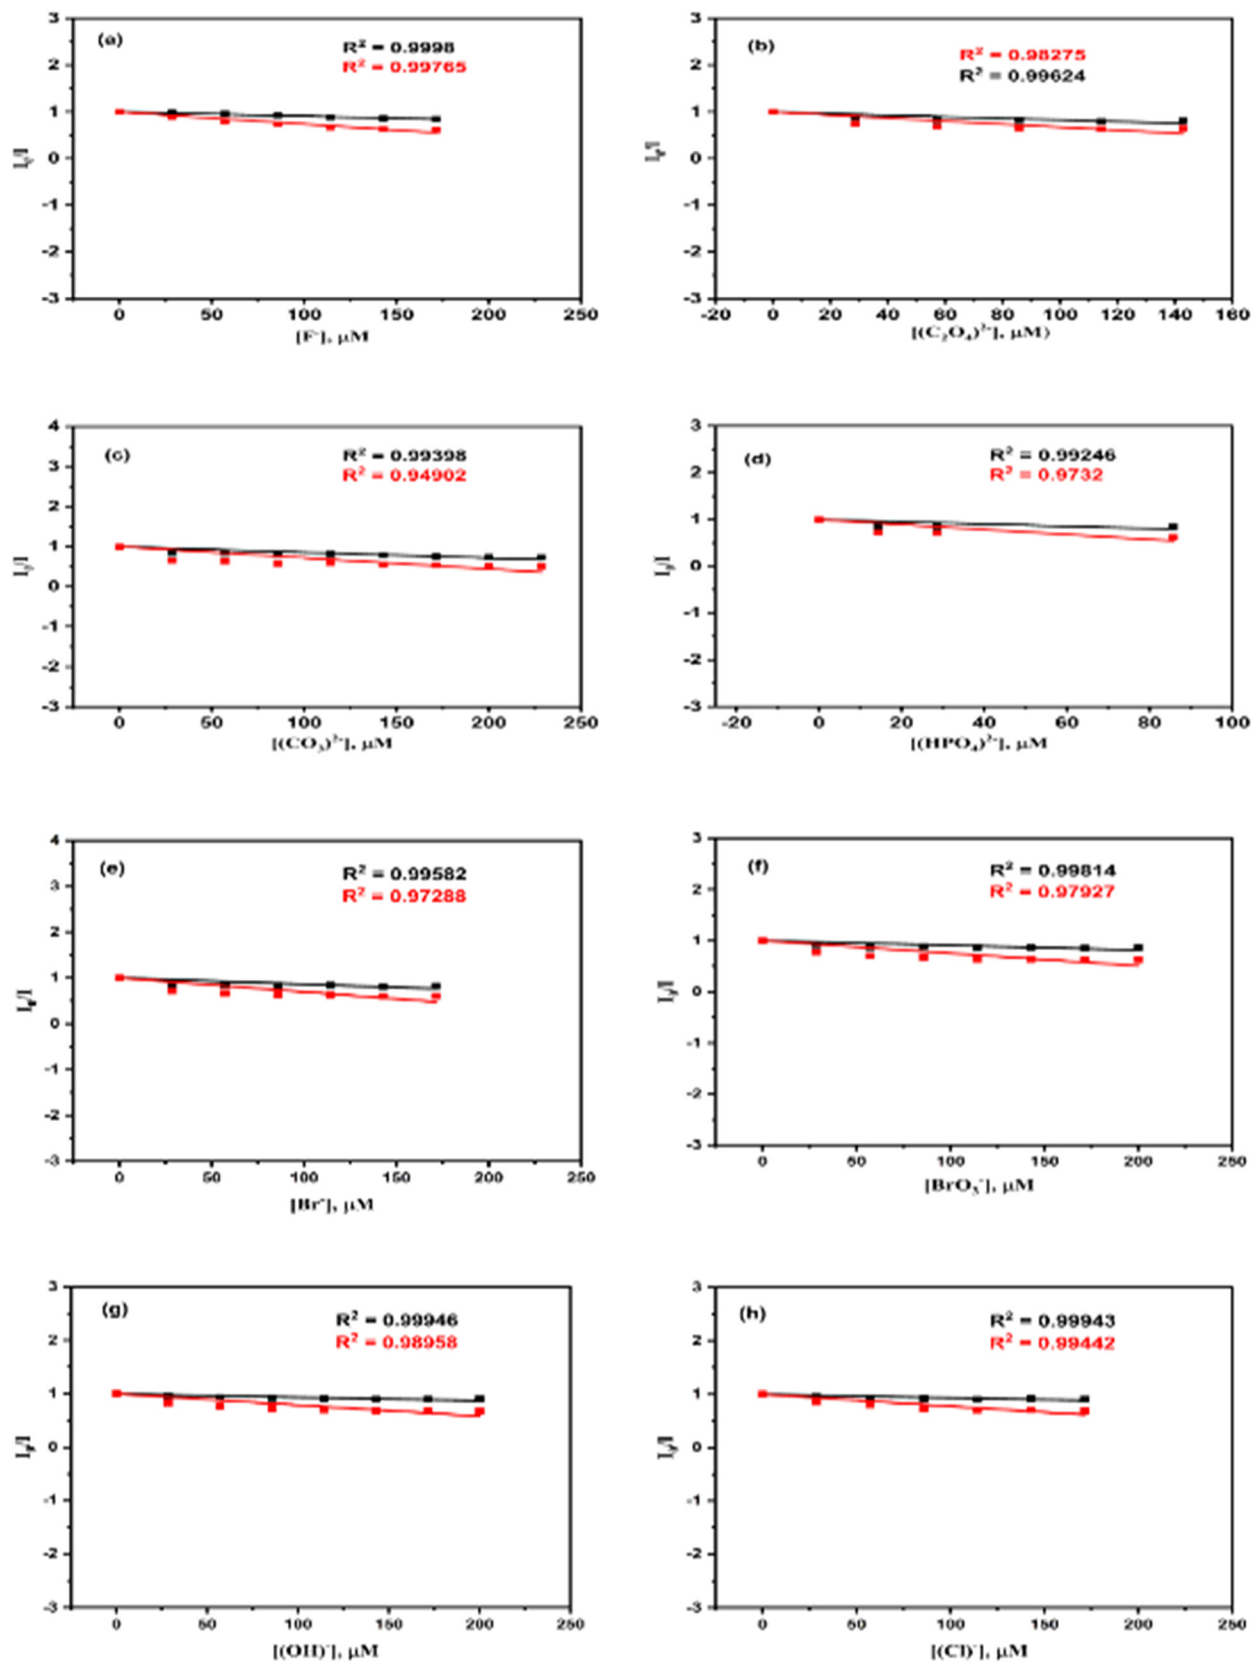 (a)
R² = 0.9998
R² = 0.99765
3
2
1
0
-1
-2
-3
I₀/I
0 50 100 150 200 250
[F⁻], μM
(b)
R² = 0.98275
R² = 0.99624
3
2
1
0
-1
-2
-3
I₀/I
-20 0 20 40 60 80 100 120 140 160
[(C₂O₄)²⁻], μM)
(c)
R² = 0.99398
R² = 0.94902
4
3
2
1
0
-1
-2
-3
I₀/I
0 50 100 150 200 250
[(CO₃)²⁻], μM
(d)
R² = 0.99246
R² = 0.9732
3
2
1
0
-1
-2
-3
I₀/I
-20 0 20 40 60 80 100
[(HPO₄)²⁻], μM
(e)
R² = 0.99582
R² = 0.97288
4
3
2
1
0
-1
-2
-3
I₀/I
0 50 100 150 200 250
[Br⁻], μM
(f)
R² = 0.99814
R² = 0.97927
3
2
1
0
-1
-2
-3
I₀/I
0 50 100 150 200 250
[BrO₃⁻], μM
(g)
R² = 0.99946
R² = 0.98958
3
2
1
0
-1
-2
-3
I₀/I
0 50 100 150 200 250
[(OH)⁻], μM
(h)
R² = 0.99943
R² = 0.99442
3
2
1
0
-1
-2
-3
I₀/I
0 50 100 150 200 250
[(Cl)⁻], μM